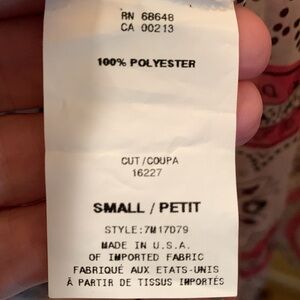 RN 68648
CA 00213
100% POLYESTER
CUT/COUPA
16227
SMALL / PETIT
STYLE:7M17D79
MADE IN U.S.A.
OF IMPORTED FABRIC
FABRIQUÉ AUX ETATS-UNIS
À PARTIR DE TISSUS IMPORTÉS